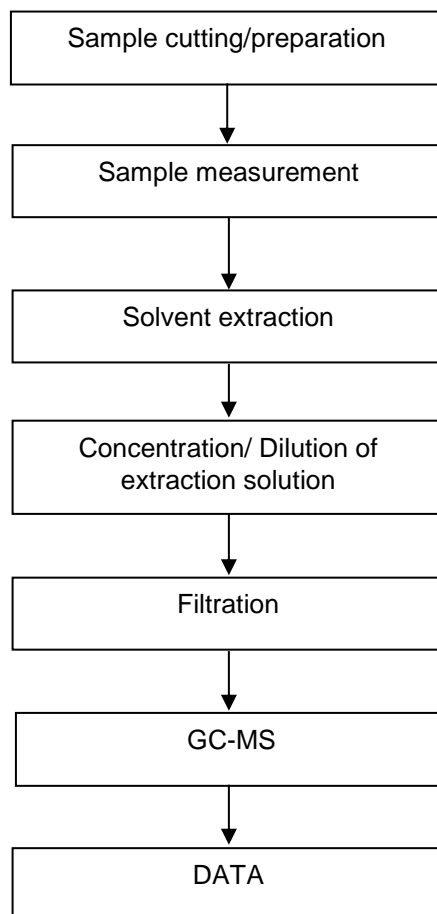 Sample cutting/preparation
Sample measurement
Solvent extraction
Concentration/ Dilution of
extraction solution
Filtration
GC-MS
DATA